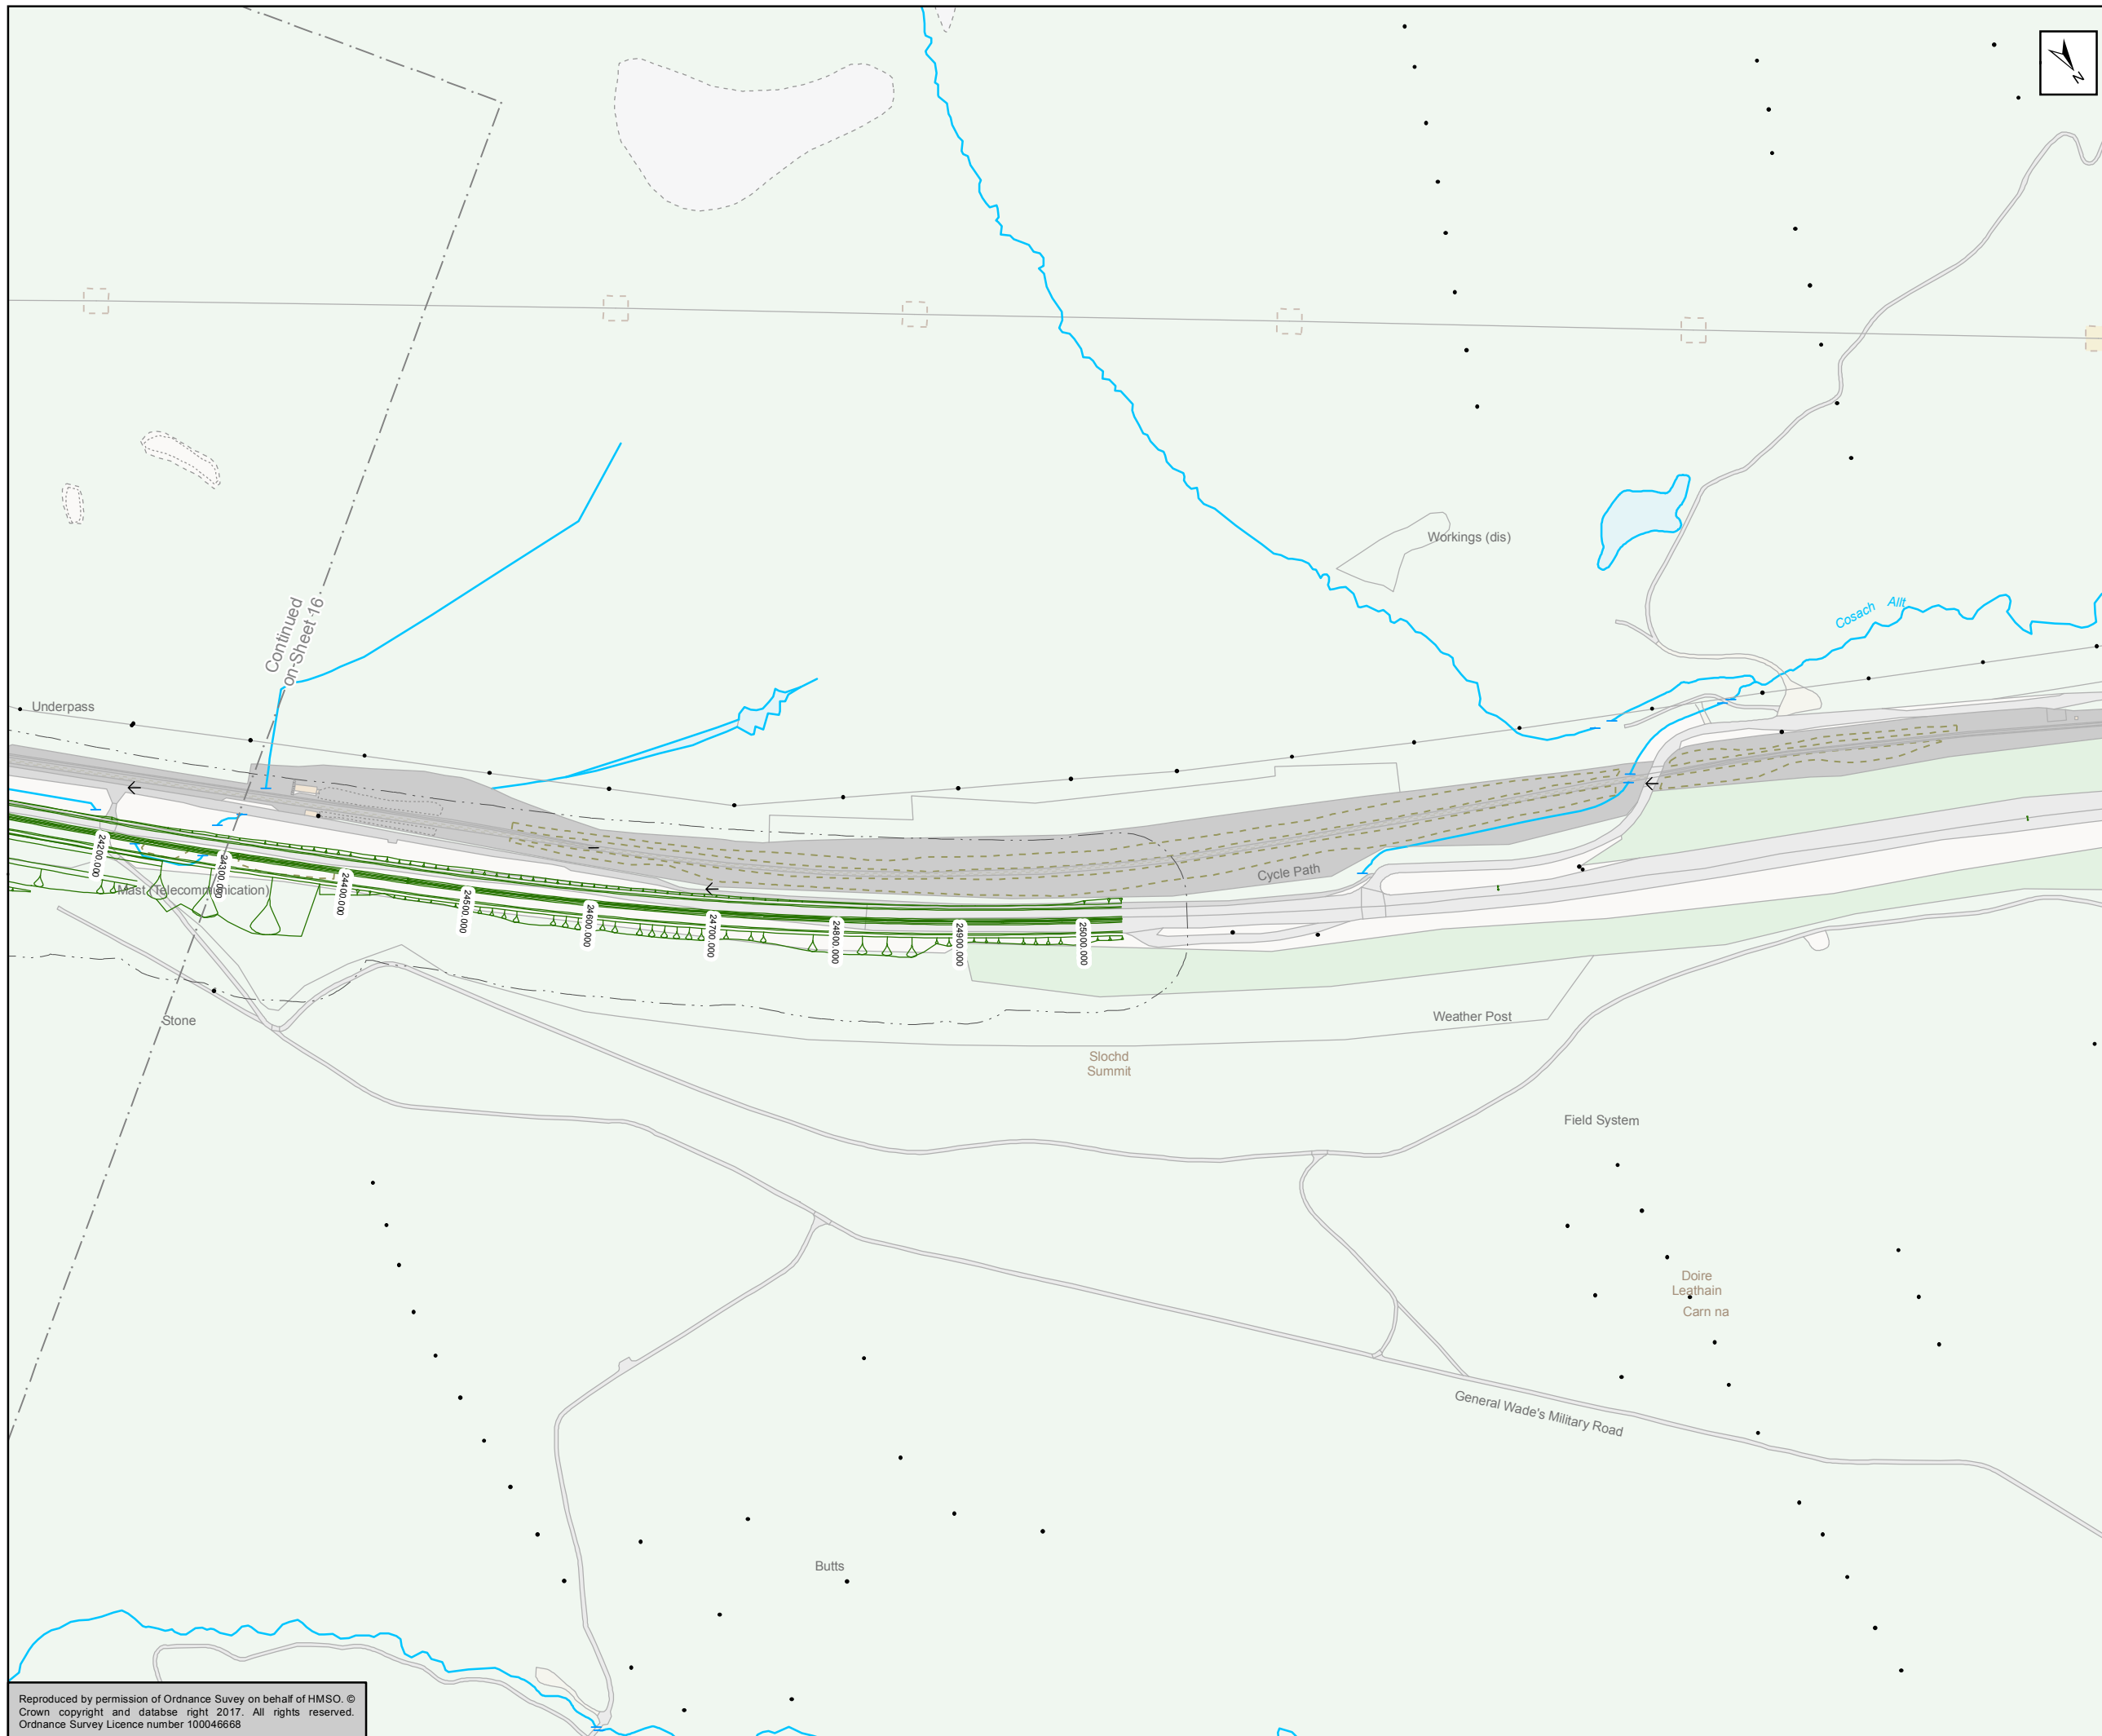 N
Workings (dis)
Continued
on Sheet 16
Cosach Allt
Underpass
Cycle Path
24200.000
24300.000
24400.000
24500.000
24600.000
24700.000
24800.000
24900.000
25000.000
Mast (Telecommunication)
Stone
Weather Post
Slochd
Summit
Field System
Doire
Leathain
Carn na
General Wade's Military Road
Butts
Reproduced by permission of Ordnance Suvey on behalf of HMSO. ©
Crown copyright and databse right 2017. All rights reserved.
Ordnance Survey Licence number 100046668